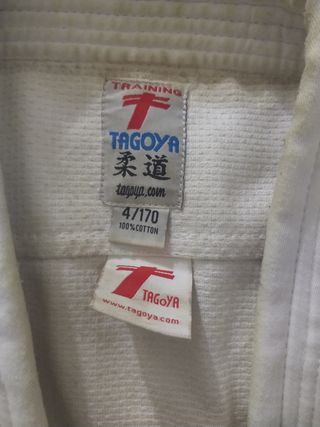 TRAINING
TAGOYA
柔道
tagoya.com
4/170
100% COTTON
TAGOYA
www.tagoya.com